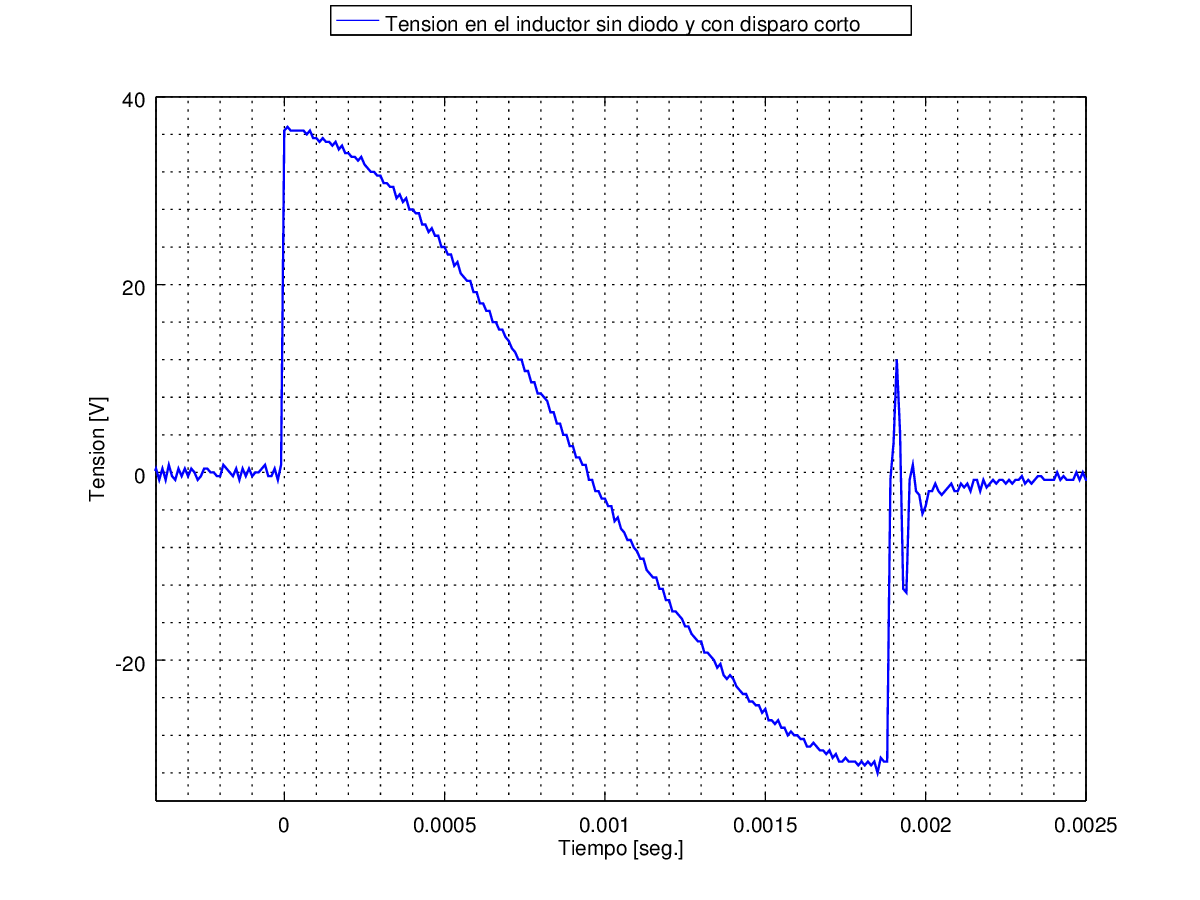 Tension en el inductor sin diodo y con disparo corto
40
20
0
-20
Tension [V]
0 0.0005 0.001 0.0015 0.002 0.0025
Tiempo [seg.]